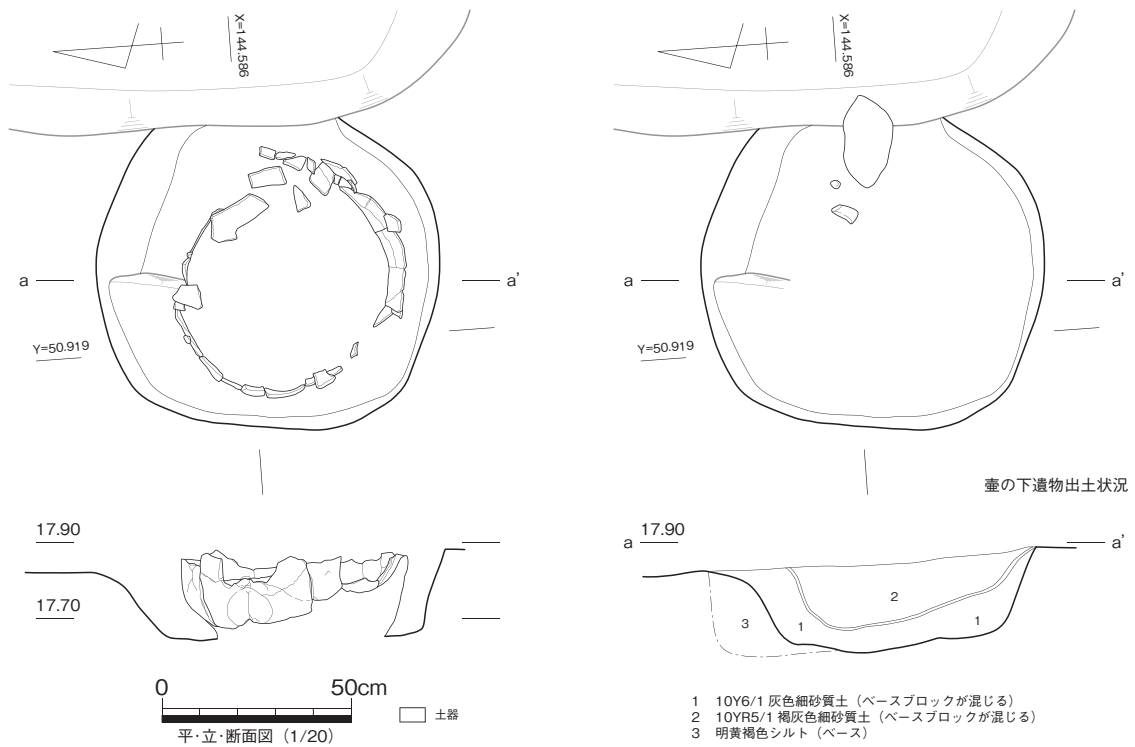 X=144.586
a
a’
Y=50.919
17.90
17.70
0
50cm
平・立・断面図（1/20）
土器
X=144.586
a
a’
Y=50.919
壷の下遺物出土状況
a
17.90
a’
2
3
1
1
1 10Y6/1 灰色細砂質土（ベースブロックが混じる）
2 10YR5/1 褐灰色細砂質土（ベースブロックが混じる）
3 明黄褐色シルト（ベース）